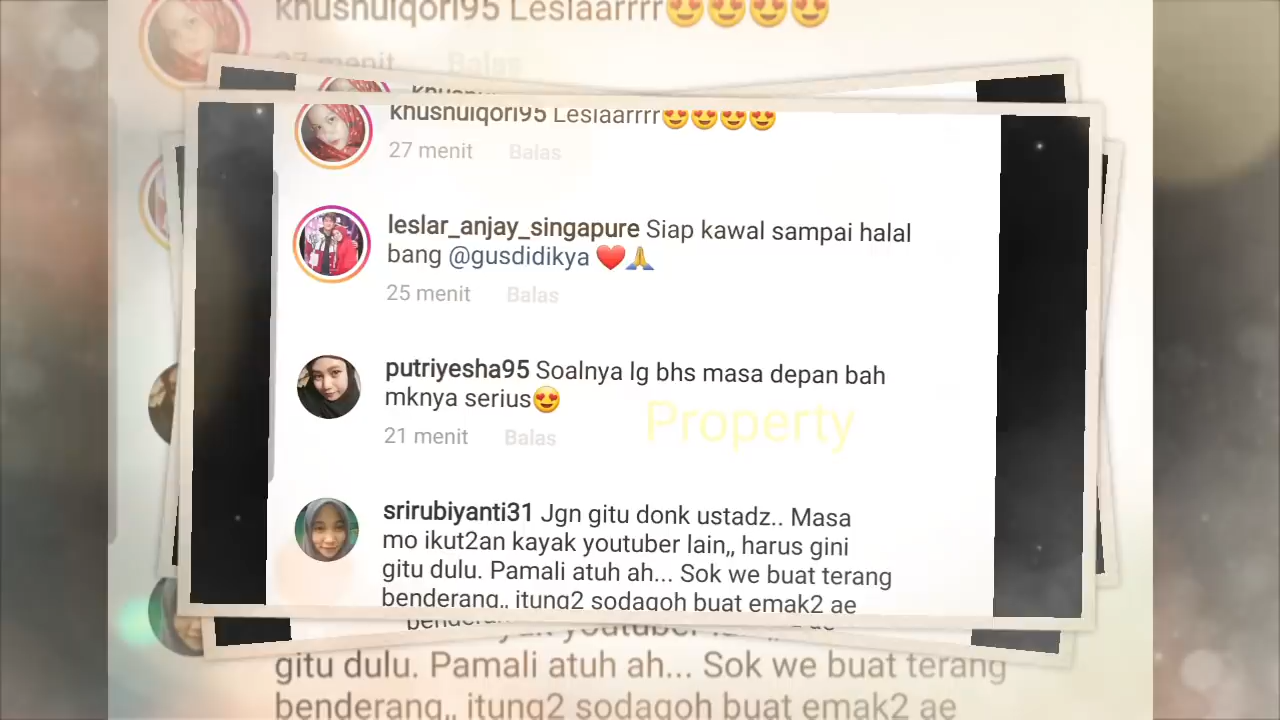 khusnulqori95 Leslaarrrr😍😍😍😍
27 menit Balas
khusnulqori95 Leslaarrrr😍😍😍😍
27 menit Balas
leslar_anjay_singapure Siap kawal sampai halal
bang @gusdidikya ❤️🙏
25 menit Balas
putriyesha95 Soalnya lg bhs masa depan bah
mknya serius😍
Property
21 menit Balas
srirubiyanti31 Jgn gitu donk ustadz.. Masa
mo ikut2an kayak youtuber lain,, harus gini
gitu dulu. Pamali atuh ah... Sok we buat terang
benderang,, itung2 sodaqoh buat emak2 ae
gitu dulu. Pamali atuh ah... Sok we buat terang
benderang,, itung2 sodaqoh buat emak2 ae